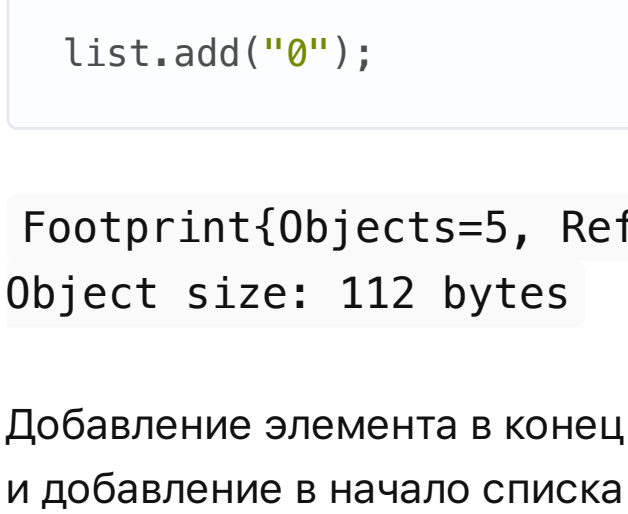 list.add("0");
Footprint{Objects=5, Ref
Object size: 112 bytes
Добавление элемента в конец
и добавление в начало списка